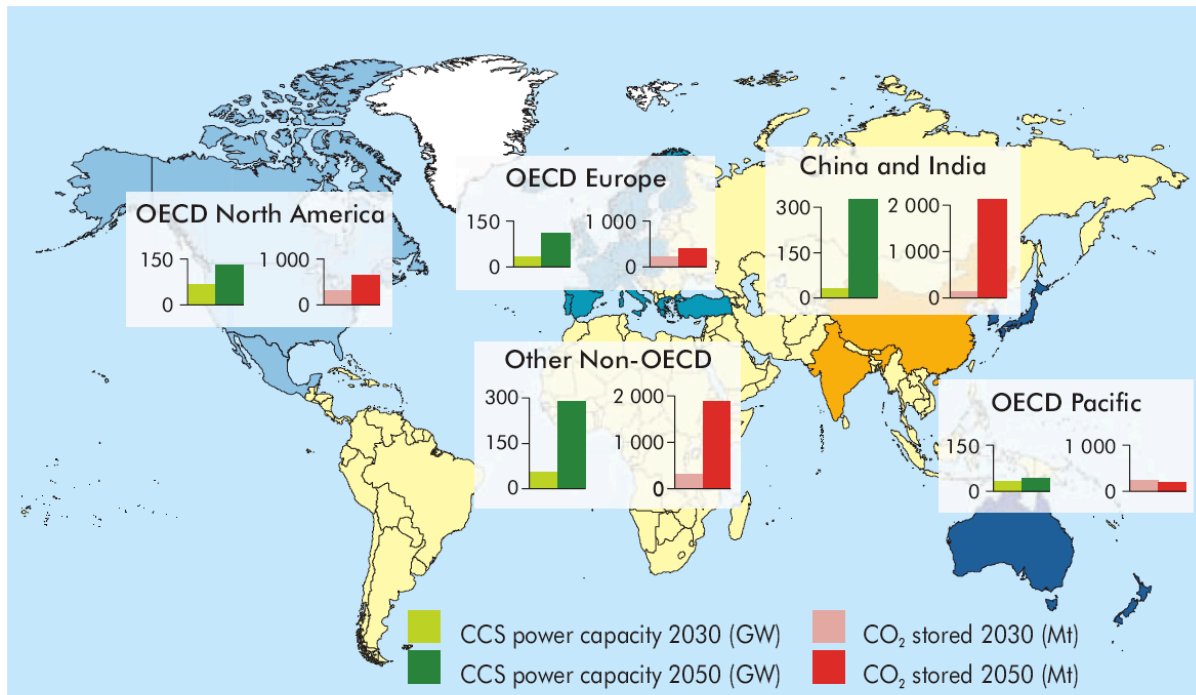 OECD North America
150
0
1 000
0
OECD Europe
150
0
1 000
0
China and India
300
150
0
2 000
1 000
0
Other Non-OECD
300
150
0
2 000
1 000
0
OECD Pacific
150
0
1 000
0
CCS power capacity 2030 (GW)
CCS power capacity 2050 (GW)
CO₂ stored 2030 (Mt)
CO₂ stored 2050 (Mt)